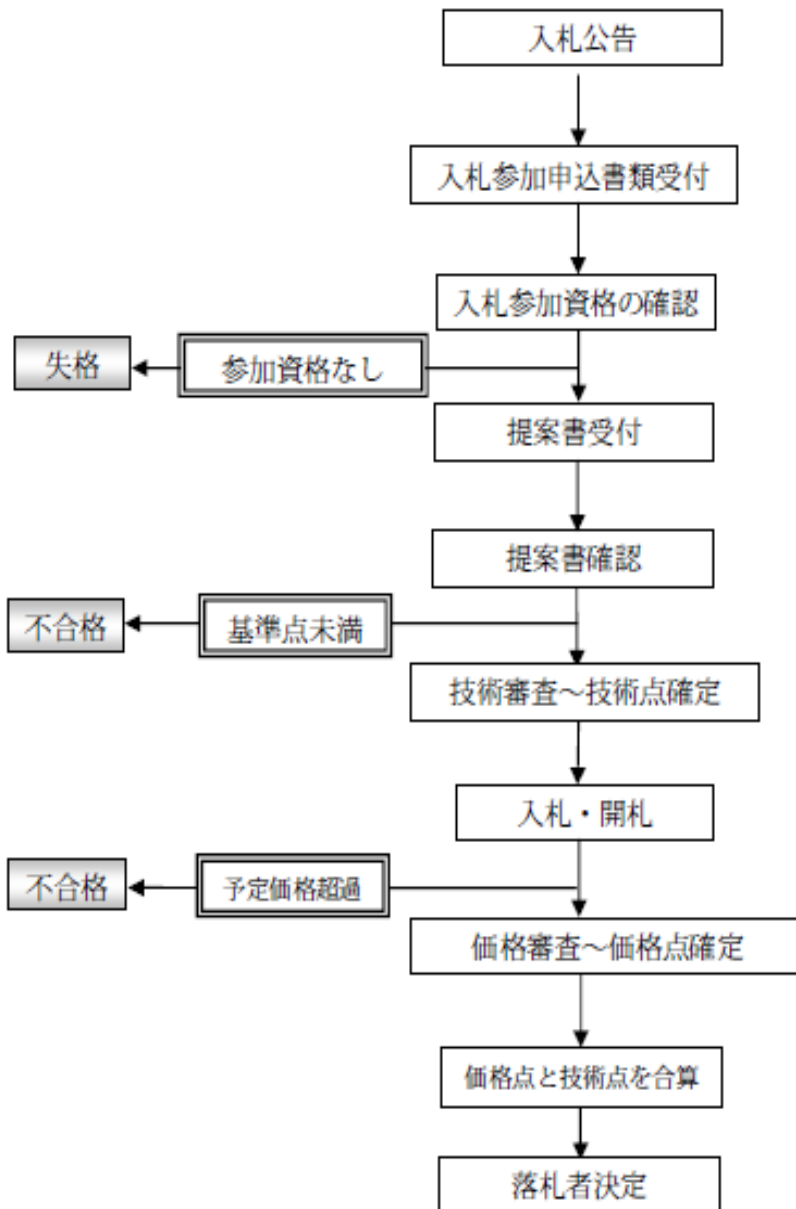 入札公告
入札参加申込書類受付
入札参加資格の確認
失格
参加資格なし
提案書受付
提案書確認
不合格
基準点未満
技術審査～技術点確定
入札・開札
不合格
予定価格超過
価格審査～価格点確定
価格点と技術点を合算
落札者決定